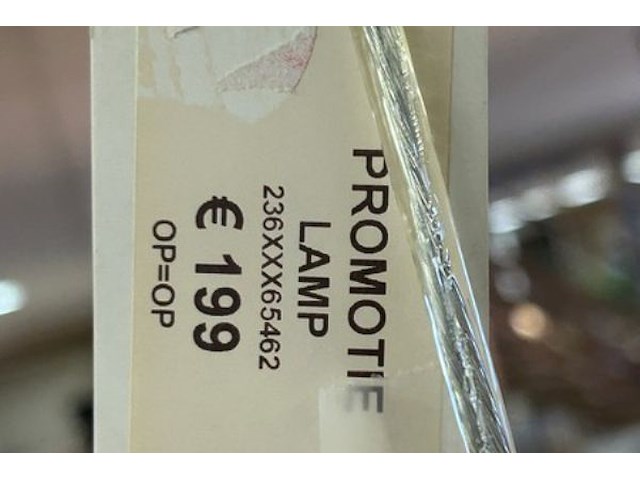 PROMOTIE
LAMP
236XXX65462
€ 199
OP=OP